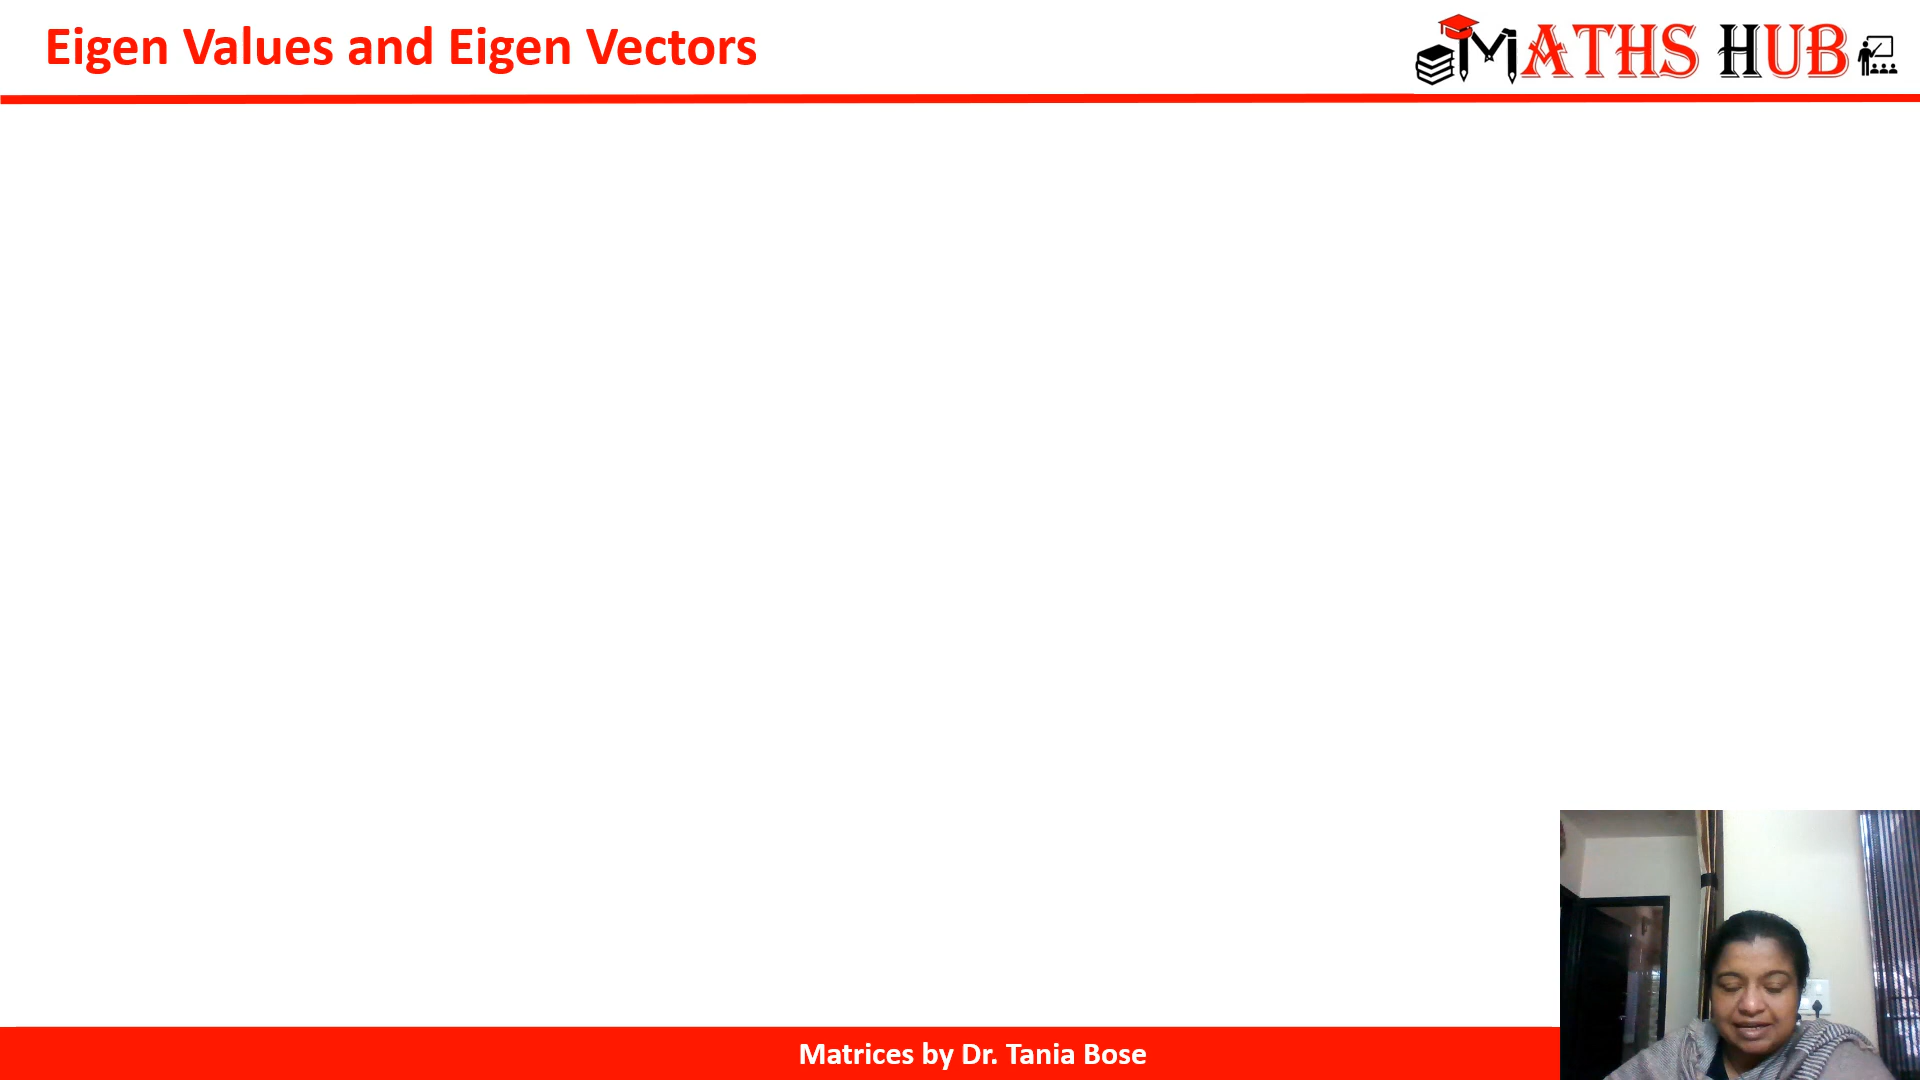 Eigen Values and Eigen Vectors
MATHS HUB
Matrices by Dr. Tania Bose